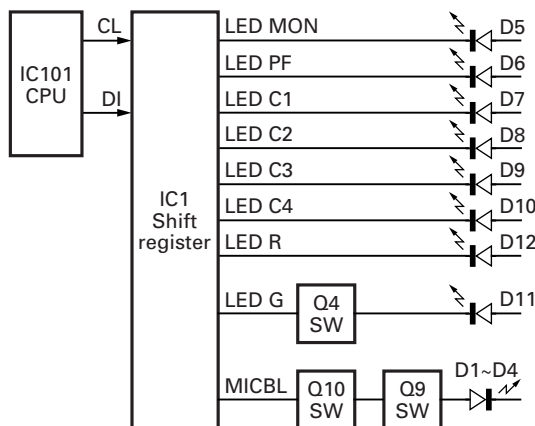 CL
DI
IC101
CPU
IC1
Shift
register
LED MON
D5
LED PF
D6
LED C1
D7
LED C2
D8
LED C3
D9
LED C4
D10
LED R
D12
LED G
Q4
SW
D11
MICBL
Q10
SW
Q9
SW
D1~D4